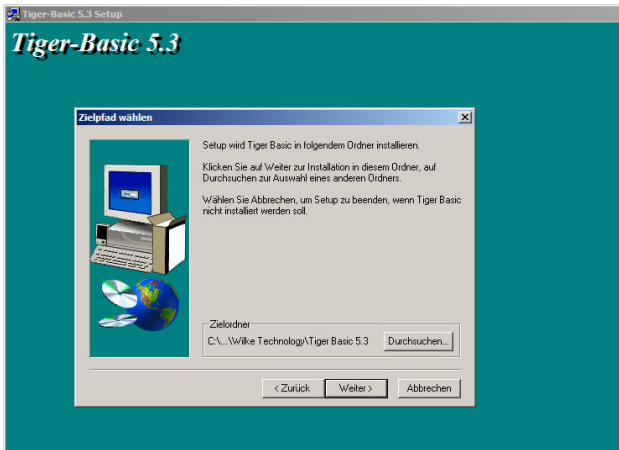 Tiger-Basic 5.3 Setup
Tiger-Basic 5.3
Zielpfad wählen
Setup wird Tiger Basic in folgendem Ordner installieren.
Klicken Sie auf Weiter zur Installation in diesem Ordner, auf
Durchsuchen zur Auswahl eines anderen Ordners.
Wählen Sie Abbrechen, um Setup zu beenden, wenn Tiger Basic
nicht installiert werden soll.
Zielordner
C:\...\Wilke Technology\Tiger Basic 5.3
Durchsuchen...
< Zurück
Weiter >
Abbrechen